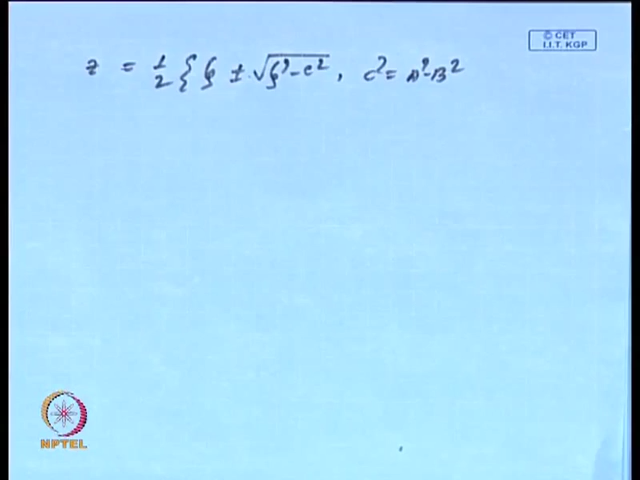 © CET
I.I.T. KGP
z = 1/2 { ζ ± √(ζ² - c²) , c² = A² - B²
NPTEL